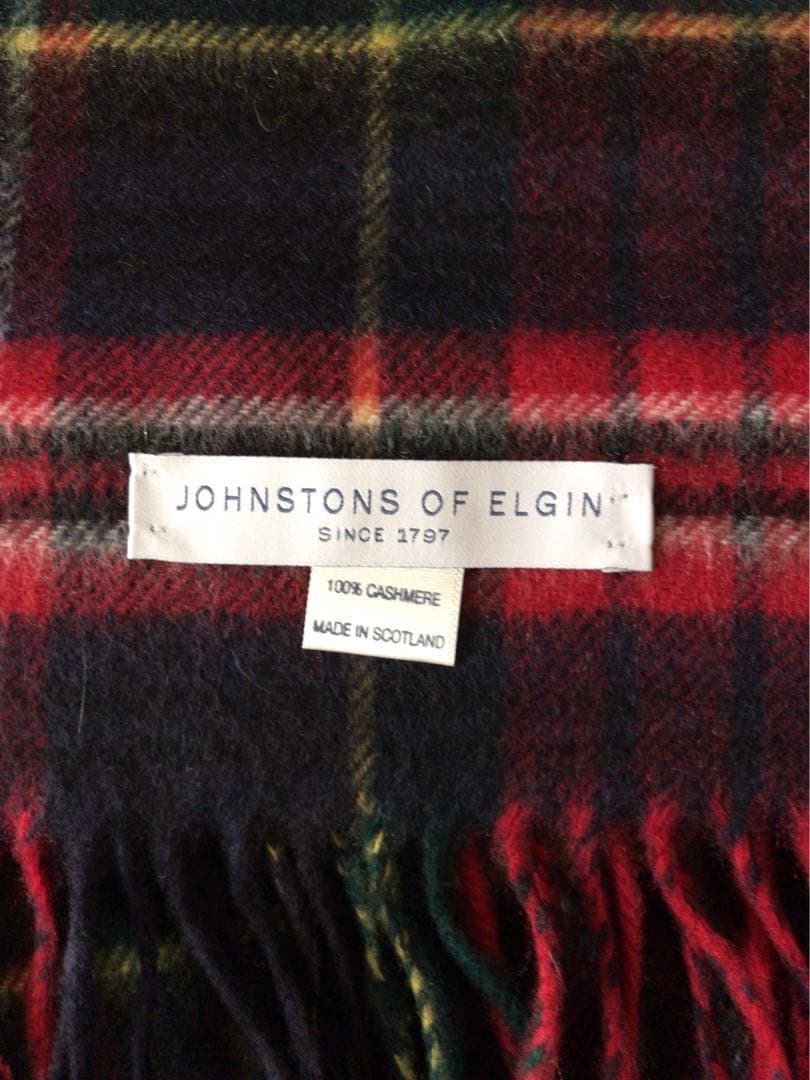 JOHNSTONS OF ELGIN
SINCE 1797
100% CASHMERE
MADE IN SCOTLAND